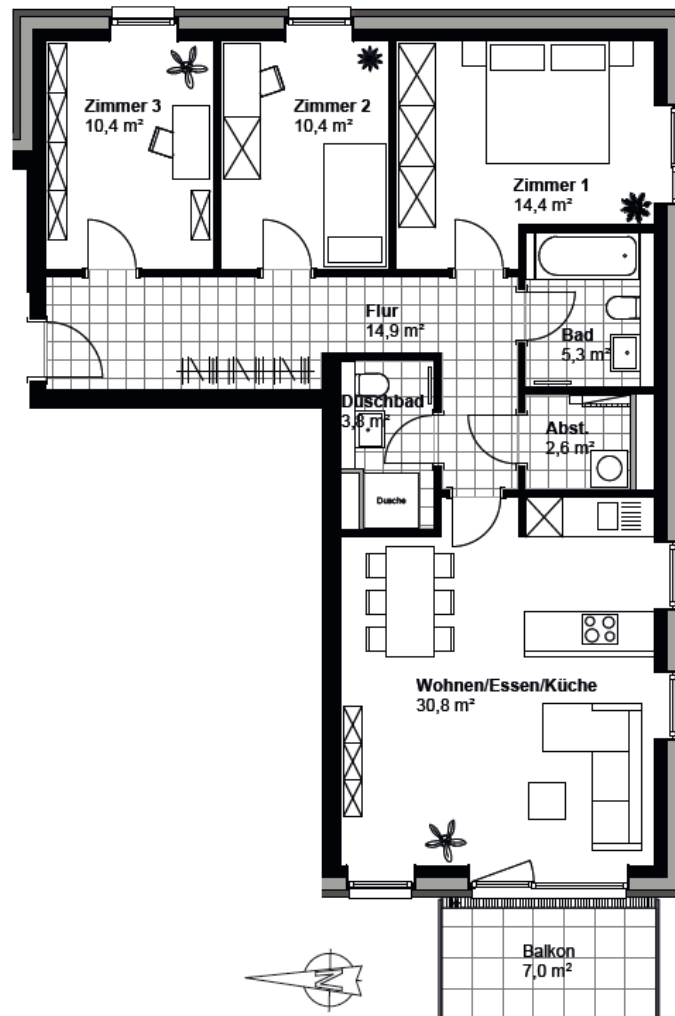 Zimmer 3
10,4 m²
Zimmer 2
10,4 m²
Zimmer 1
14,4 m²
Flur
14,9 m²
Bad
5,3 m²
Duschbad
3,8 m²
Abst.
2,6 m²
Dusche
Wohnen/Essen/Küche
30,8 m²
Balkon
7,0 m²
N